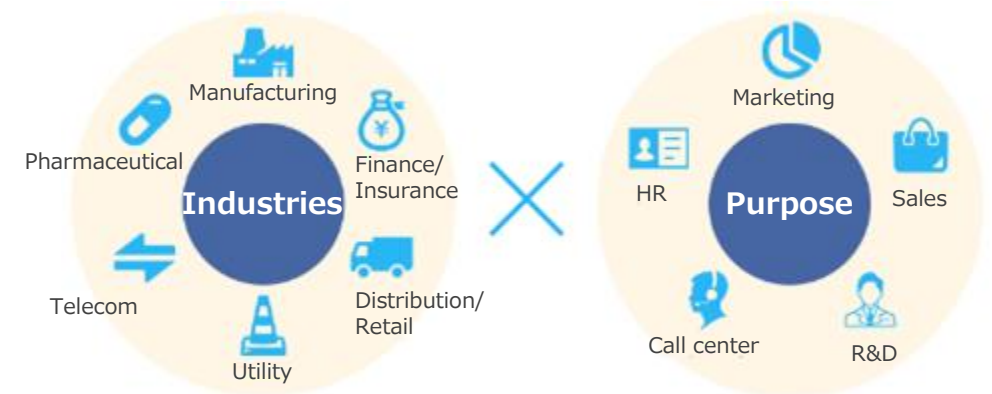 Industries
Manufacturing
Finance/
Insurance
Distribution/
Retail
Utility
Telecom
Pharmaceutical
¥
Purpose
Marketing
Sales
R&D
Call center
HR